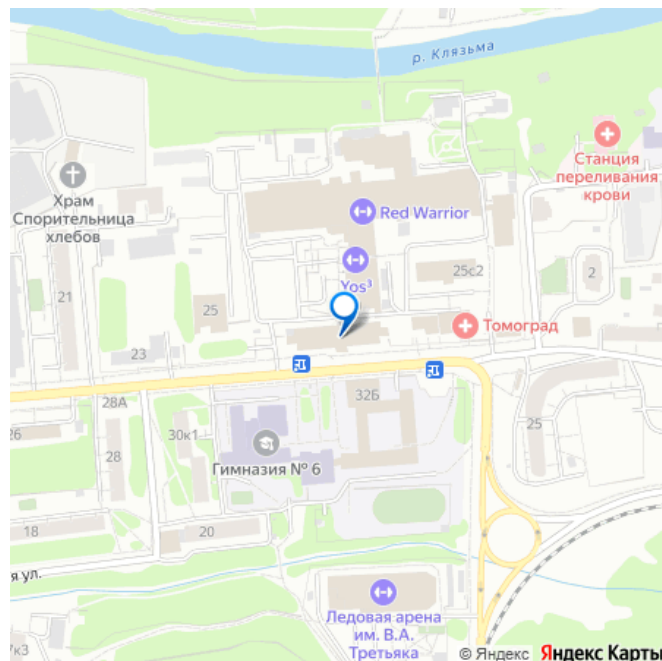 р. Клязьма
Станция
переливания
крови
Храм
Спорительница
хлебов
Red Warrior
25с2
2
Yos³
21
25
Томоград
23
28А
32Б
26
30к1
25
28
Гимназия № 6
18
20
я ул.
Ледовая арена
им. В.А.
Третьяка
7к3
© Яндекс Яндекс Карты